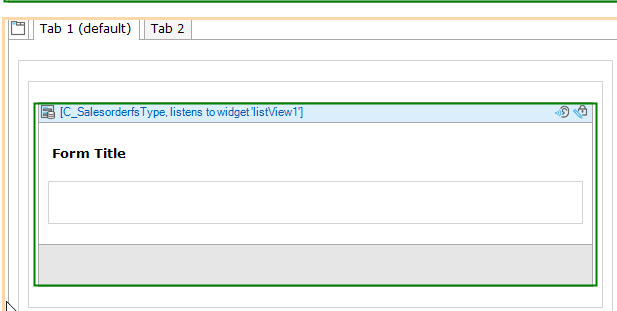 Tab 1 (default) Tab 2
[C_SalesorderfsType, listens to widget 'listView1']
Form Title